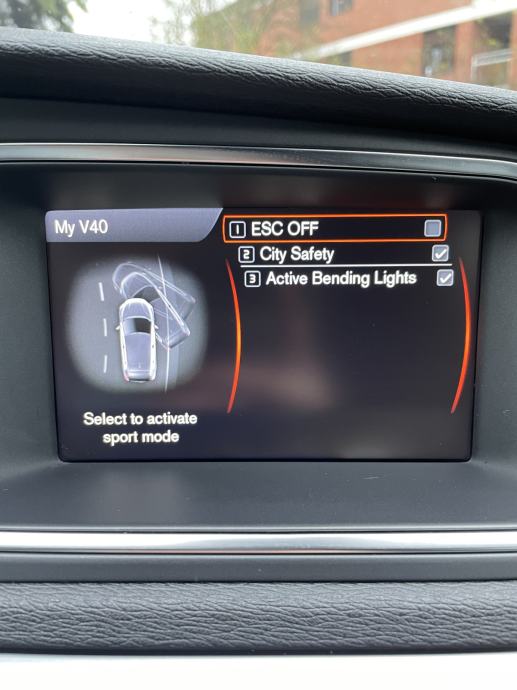 My V40
1 ESC OFF
2 City Safety
3 Active Bending Lights
Select to activate
sport mode